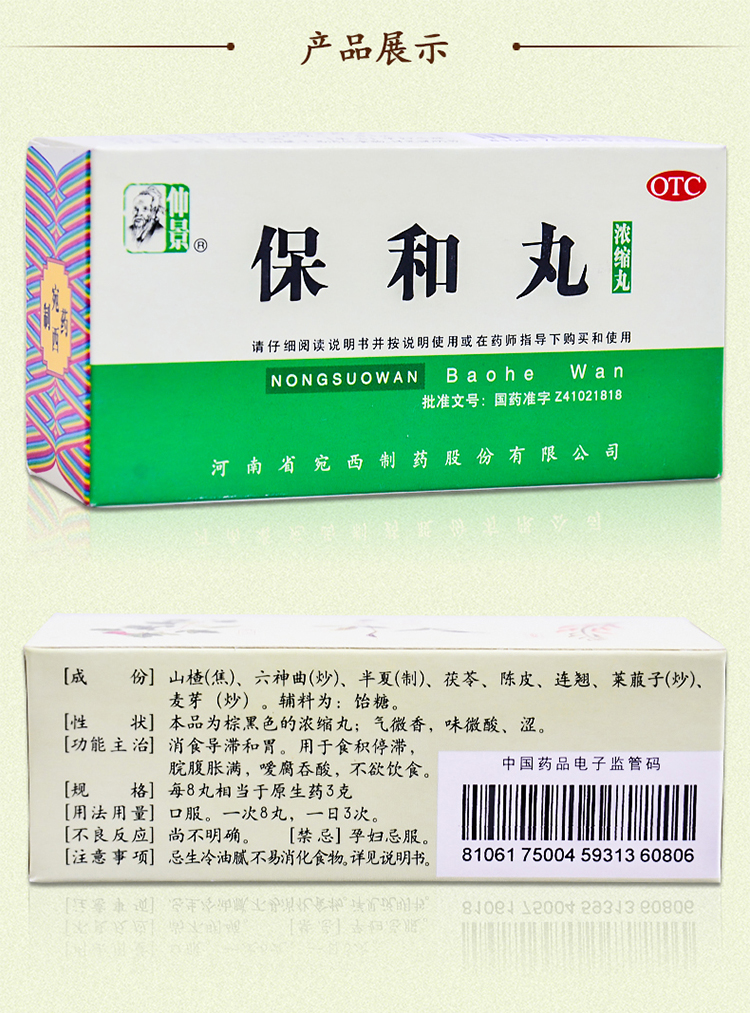 产品展示
OTC
仲景
®
保和丸
浓缩丸
宛药
制西
请仔细阅读说明书并按说明使用或在药师指导下购买和使用
NONGSUOWAN Baohe Wan
批准文号：国药准字 Z41021818
河南省宛西制药股份有限公司
[成份] 山楂(焦)、六神曲(炒)、半夏(制)、茯苓、陈皮、连翘、莱菔子(炒)、
麦芽（炒）。辅料为：饴糖。
[性状] 本品为棕黑色的浓缩丸；气微香，味微酸、涩。
[功能主治] 消食导滞和胃。用于食积停滞，
脘腹胀满，嗳腐吞酸，不欲饮食。
[规格] 每8丸相当于原生药3克
[用法用量] 口服。一次8丸，一日3次。
[不良反应] 尚不明确。 [禁忌] 孕妇忌服。
[注意事项] 忌生冷油腻不易消化食物。详见说明书。
中国药品电子监管码
81061 75004 59313 60806